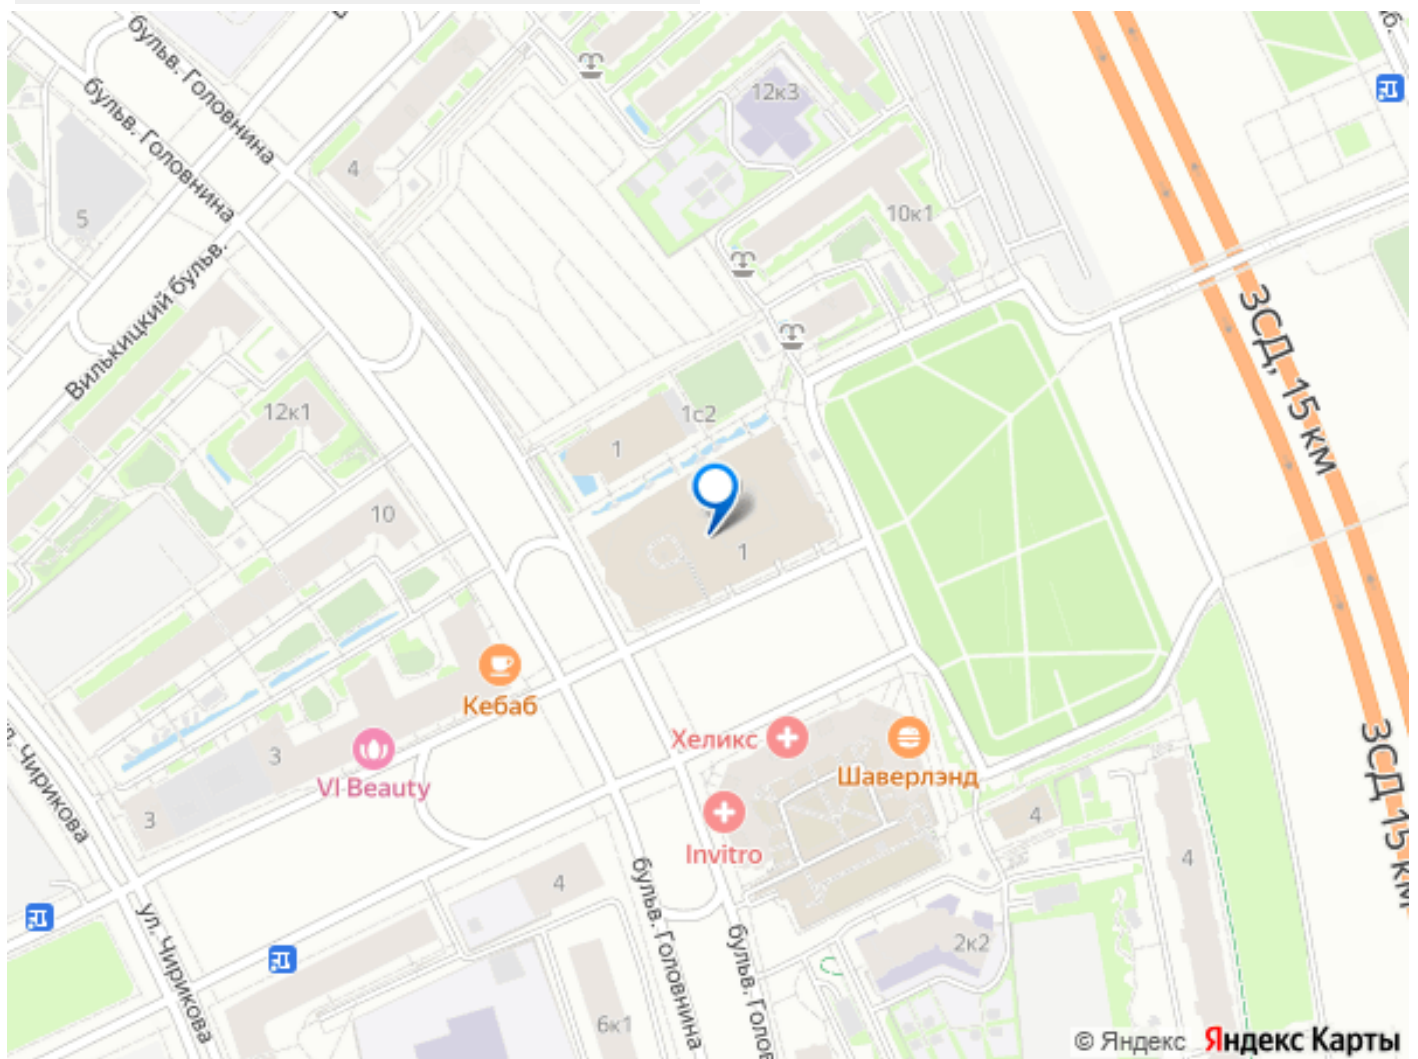 бульв. Головнина
бульв. Головнина
Вилькицкий бульв.
4
5
12к3
10к1
12к1
1с2
1
10
1
ЗСД, 15 км
Кебаб
3
VI Beauty
3
Хеликс
Шаверлэнд
Invitro
4
4
4
ул. Чирикова
бульв. Головнина
2к2
6к1
ЗСД 15 км
© Яндекс Яндекс Карты